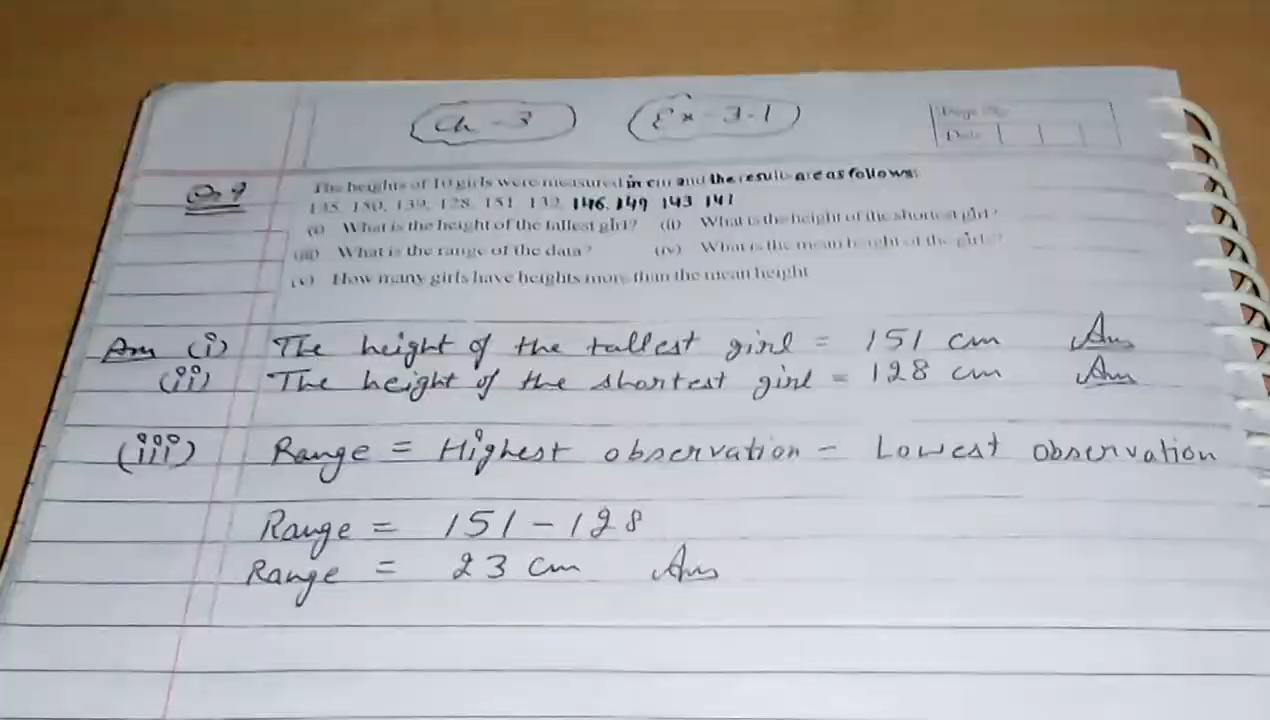 Ch - 3
Ex - 3.1
Page No.
Date
Q.9 The heights of 10 girls were measured in cm and the results are as follows:
135, 150, 139, 128, 151, 132, 146, 149, 143, 141
(i) What is the height of the tallest girl? (ii) What is the height of the shortest girl?
(iii) What is the range of the data? (iv) What is the mean height of the girls?
(v) How many girls have heights more than the mean height
Ans (i) The height of the tallest girl = 151 cm Ans
(ii) The height of the shortest girl = 128 cm Ans
(iii) Range = Highest observation - Lowest observation
Range = 151 - 128
Range = 23 cm Ans